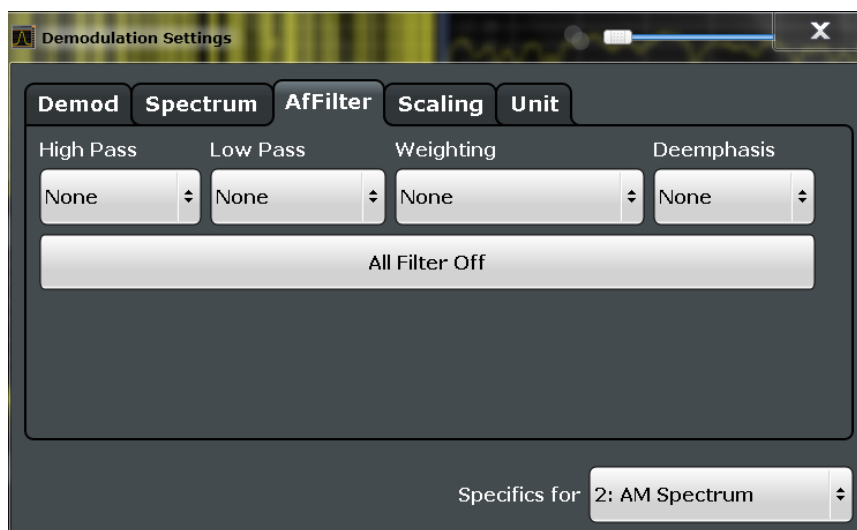 Demodulation Settings
X
Demod Spectrum AfFilter Scaling Unit
High Pass Low Pass Weighting Deemphasis
None None None None
All Filter Off
Specifics for 2: AM Spectrum